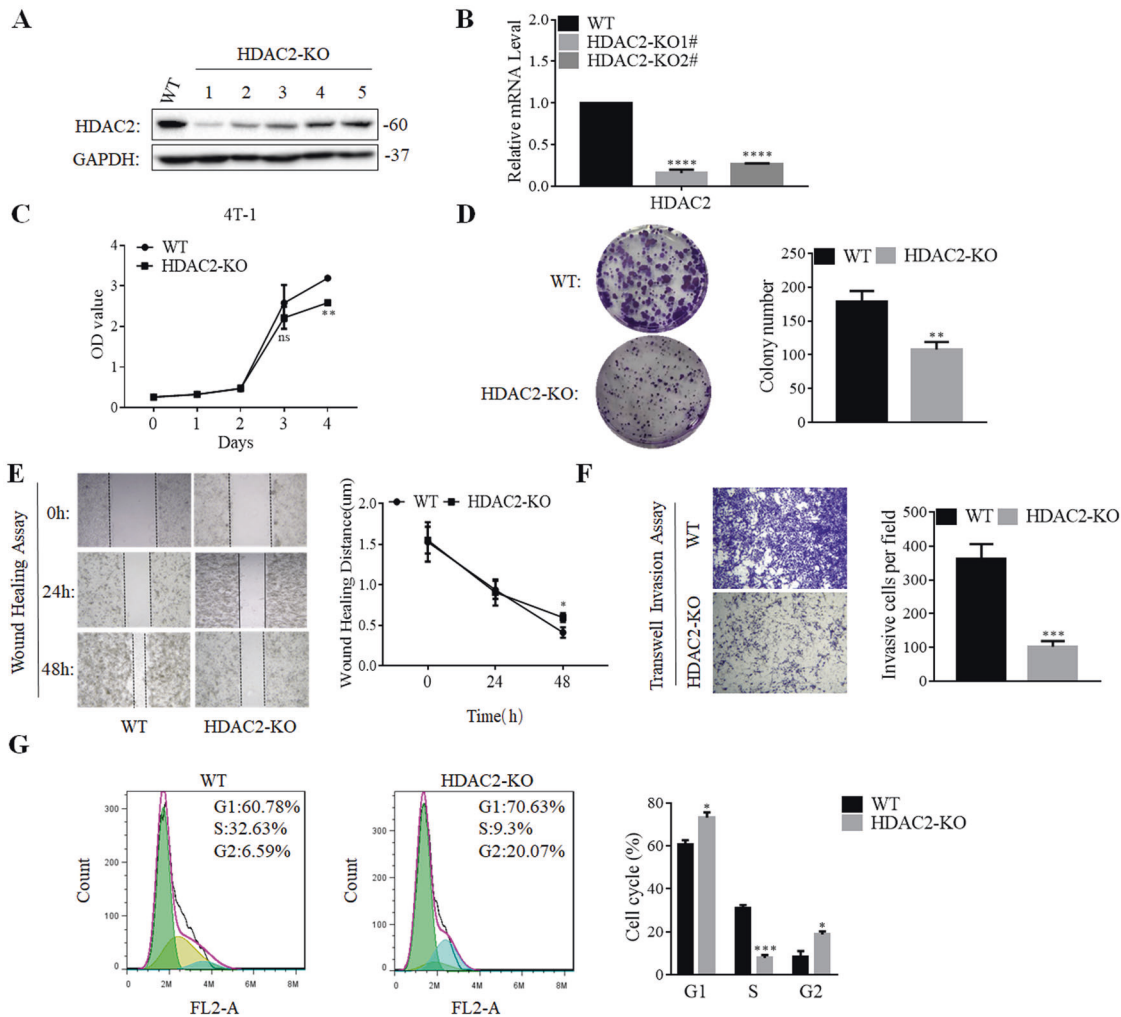 A
HDAC2-KO
WT
1 2 3 4 5
HDAC2: -60
GAPDH: -37
B
WT
HDAC2-KO1#
HDAC2-KO2#
Relative mRNA Leval
2.0
1.5
1.0
0.5
0.0
****
****
HDAC2
C
4T-1
WT
HDAC2-KO
OD value
4
3
2
1
0
ns
**
0 1 2 3 4
Days
D
WT:
HDAC2-KO:
WT HDAC2-KO
Colony number
250
200
150
100
50
0
**
E
Wound Healing Assay
0h:
24h:
48h:
WT HDAC2-KO
WT HDAC2-KO
Wound Healing Distance(um)
2.0
1.5
1.0
0.5
0.0
*
0 24 48
Time(h)
F
Transwell Invasion Assay
WT
HDAC2-KO
WT HDAC2-KO
Invasive cells per field
500
400
300
200
100
0
***
G
WT
G1:60.78%
S:32.63%
G2:6.59%
Count
300
200
100
0
0 2M 4M 6M 8M
FL2-A
HDAC2-KO
G1:70.63%
S:9.3%
G2:20.07%
Count
300
70
50
0
0 2M 4M 6M 8M
FL2-A
WT
HDAC2-KO
Cell cycle (%)
80
60
40
20
0
*
***
*
G1 S G2